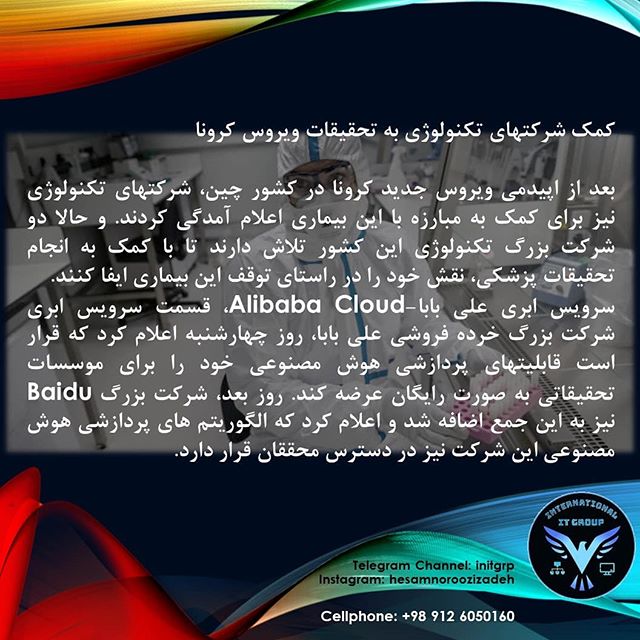 کمک شرکتهای تکنولوژی به تحقیقات ویروس کرونا
بعد از اپیدمی ویروس جدید کرونا در کشور چین، شرکتهای تکنولوژی
نیز برای کمک به مبارزه با این بیماری اعلام آمدگی کردند. و حالا دو
شرکت بزرگ تکنولوژی این کشور تلاش دارند تا با کمک به انجام
تحقیقات پزشکی، نقش خود را در راستای توقف این بیماری ایفا کنند.
سرویس ابری علی بابا-Alibaba Cloud، قسمت سرویس ابری
شرکت بزرگ خرده فروشی علی بابا، روز چهارشنبه اعلام کرد که قرار
است قابلیتهای پردازشی هوش مصنوعی خود را برای موسسات
تحقیقاتی به صورت رایگان عرضه کند. روز بعد، شرکت بزرگ Baidu
نیز به این جمع اضافه شد و اعلام کرد که الگوریتم های پردازشی هوش
مصنوعی این شرکت نیز در دسترس محققان قرار دارد.
INTERNATIONAL
IT GROUP
Telegram Channel: initgrp
Instagram: hesamnoroozizadeh
Cellphone: +98 912 6050160